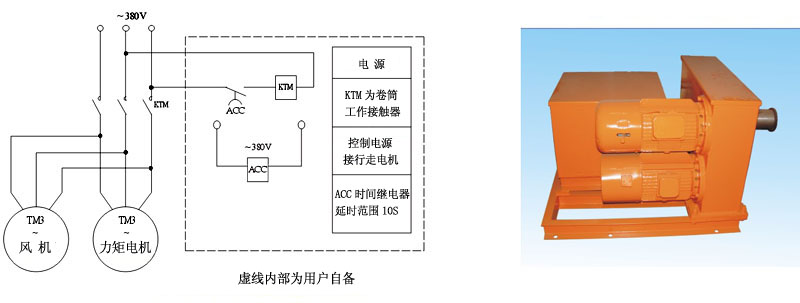 ~380V
KTM
ACC
KTM
~380V
ACC
电 源
KTM 为卷筒
工作接触器
控制电源
接行走电机
ACC 时间继电器
延时范围 10S
TM3
~
风 机
TM3
~
力矩电机
虚线内部为用户自备